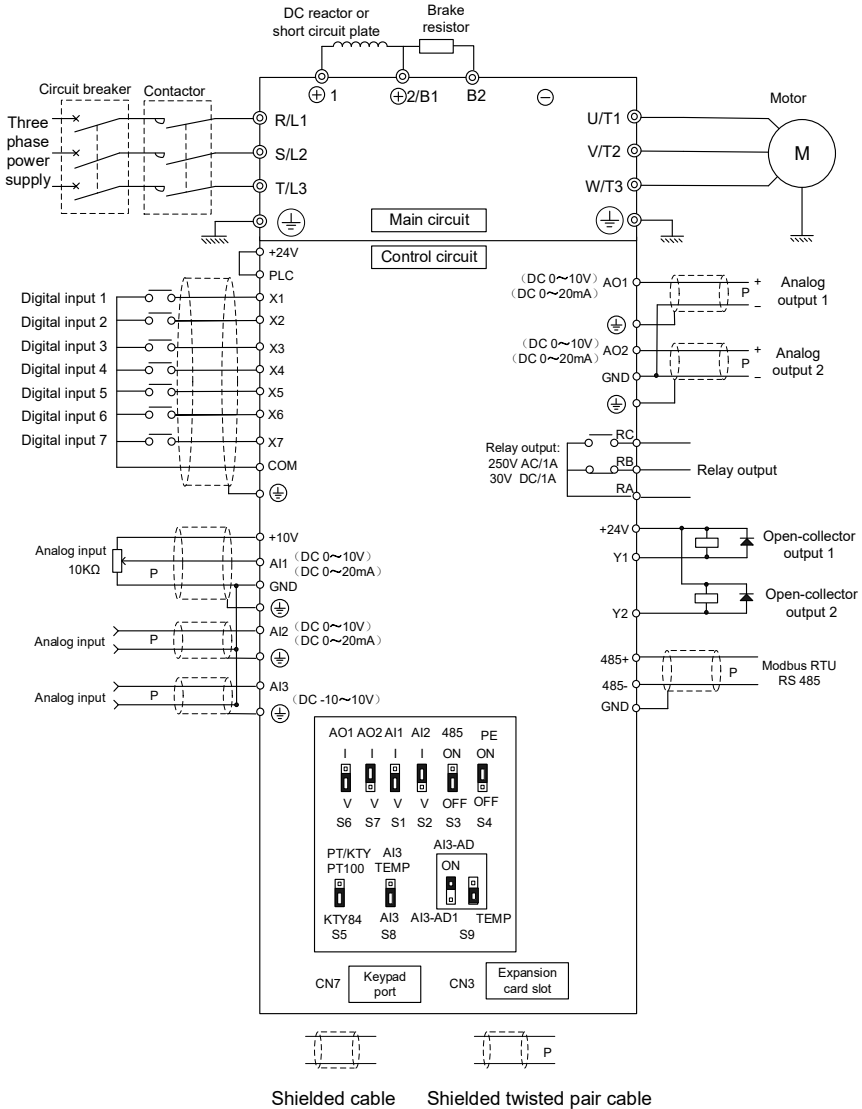 DC reactor or
short circuit plate
Brake
resistor
1
2/B1
B2
Circuit breaker
Contactor
Motor
Three
phase
power
supply
R/L1
S/L2
T/L3
U/T1
V/T2
W/T3
M
Main circuit
Control circuit
+24V
PLC
Digital input 1
X1
Digital input 2
X2
Digital input 3
X3
Digital input 4
X4
Digital input 5
X5
Digital input 6
X6
Digital input 7
X7
COM
(DC 0～10V)
(DC 0～20mA)
AO1
+
P
−
Analog
output 1
(DC 0～10V)
(DC 0～20mA)
AO2
GND
+
P
−
Analog
output 2
Relay output:
250V AC/1A
30V DC/1A
RC
RB
RA
Relay output
+24V
Y1
Open-collector
output 1
Y2
Open-collector
output 2
485+
485-
GND
P
Modbus RTU
RS 485
Analog input
10KΩ
P
+10V
AI1
(DC 0～10V)
(DC 0～20mA)
GND
Analog input
P
AI2
(DC 0～10V)
(DC 0～20mA)
Analog input
P
AI3
(DC -10～10V)
AO1 AO2 AI1 AI2 485 PE
I I I I ON ON
V V V V OFF OFF
S6 S7 S1 S2 S3 S4
PT/KTY
PT100
KTY84
S5
AI3
TEMP
AI3
S8
AI3-AD
ON
AI3-AD1
TEMP
S9
CN7
Keypad
port
CN3
Expansion
card slot
P
Shielded cable
Shielded twisted pair cable